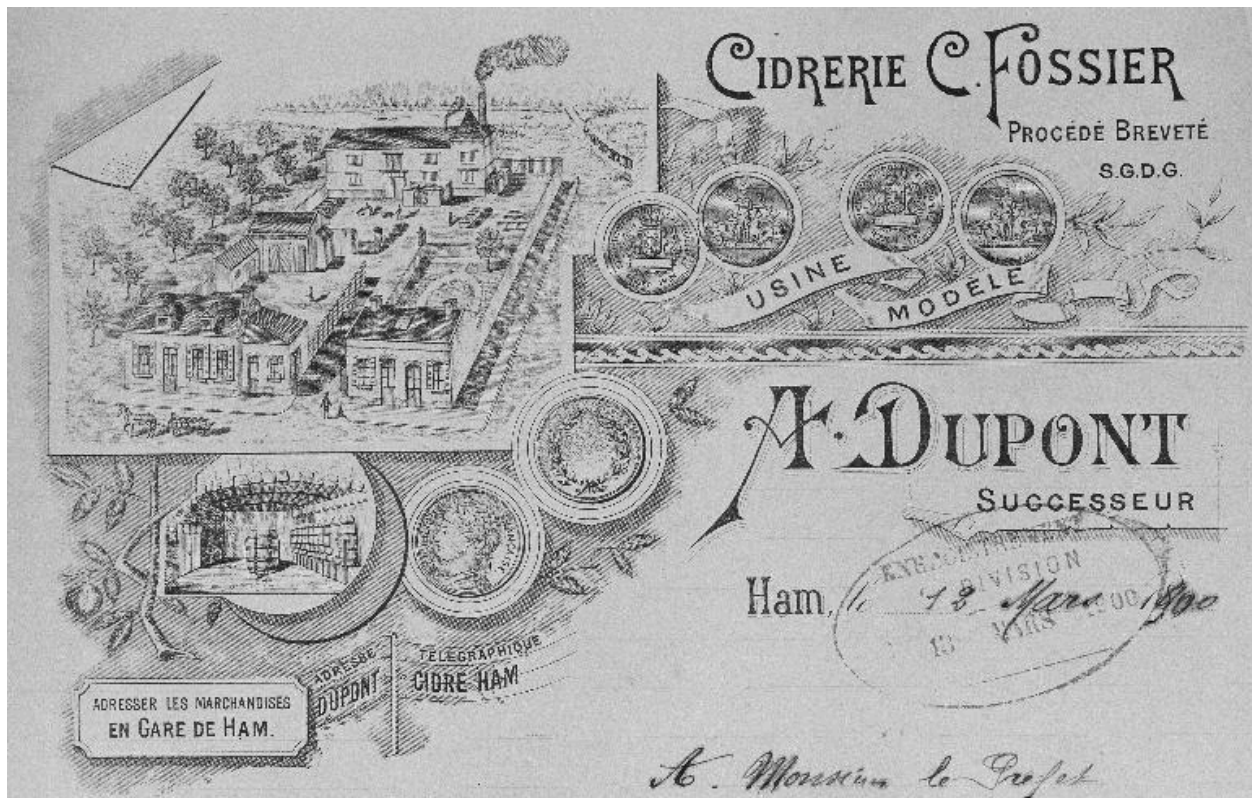 CIDRERIE C. FOSSIER
PROCÉDÉ BREVETÉ
S.G.D.G.
USINE MODÈLE
A. DUPONT
SUCCESSEUR
Ham, le 12 Mars 1900
DIVISION
13 MARS 1900
ADRESSE TÉLÉGRAPHIQUE
DUPONT CIDRE HAM
ADRESSER LES MARCHANDISES
EN GARE DE HAM.
A Monsieur le Préfet